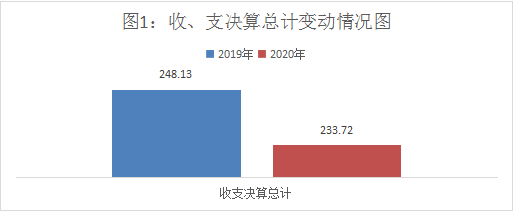 图1：收、支决算总计变动情况图
2019年 2020年
248.13
233.72
收支决算总计